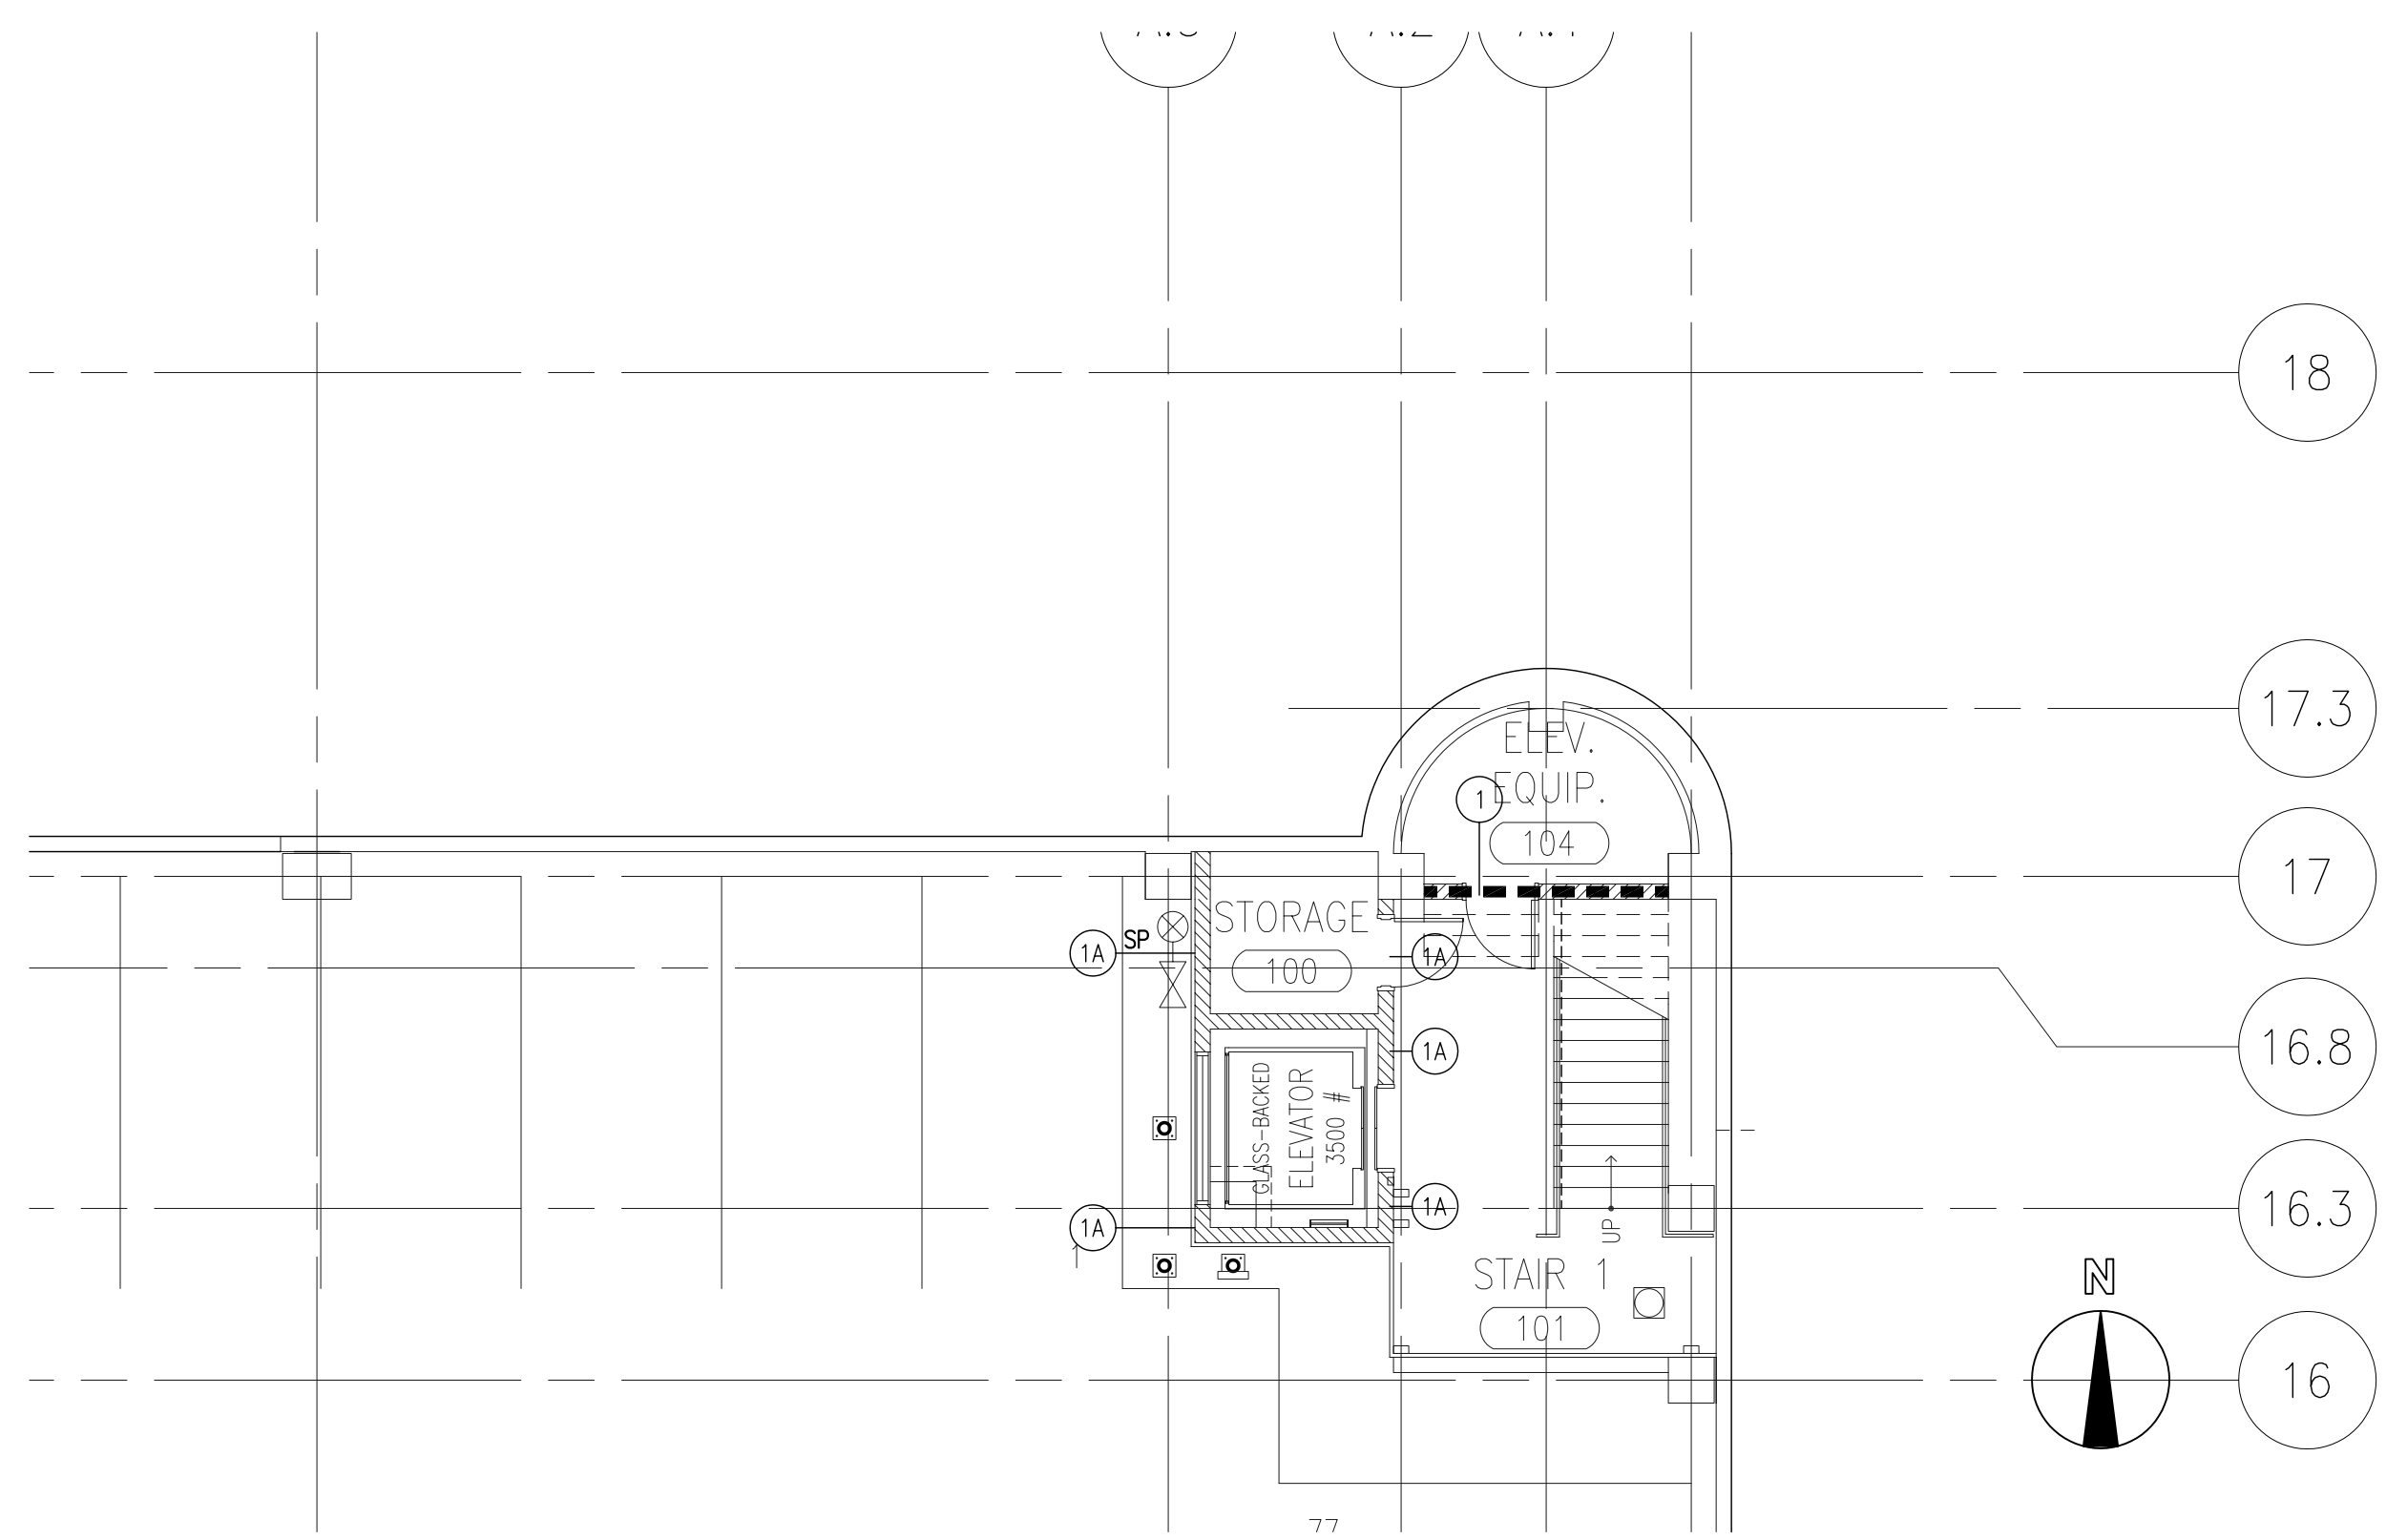 18
17.3
ELEV.
EQUIP.
1
104
17
STORAGE
100
SP
1A
1A
16.8
1A
GLASS-BACKED
ELEVATOR
3500 #
1A
1A
UP
16.3
STAIR 1
101
N
16
77